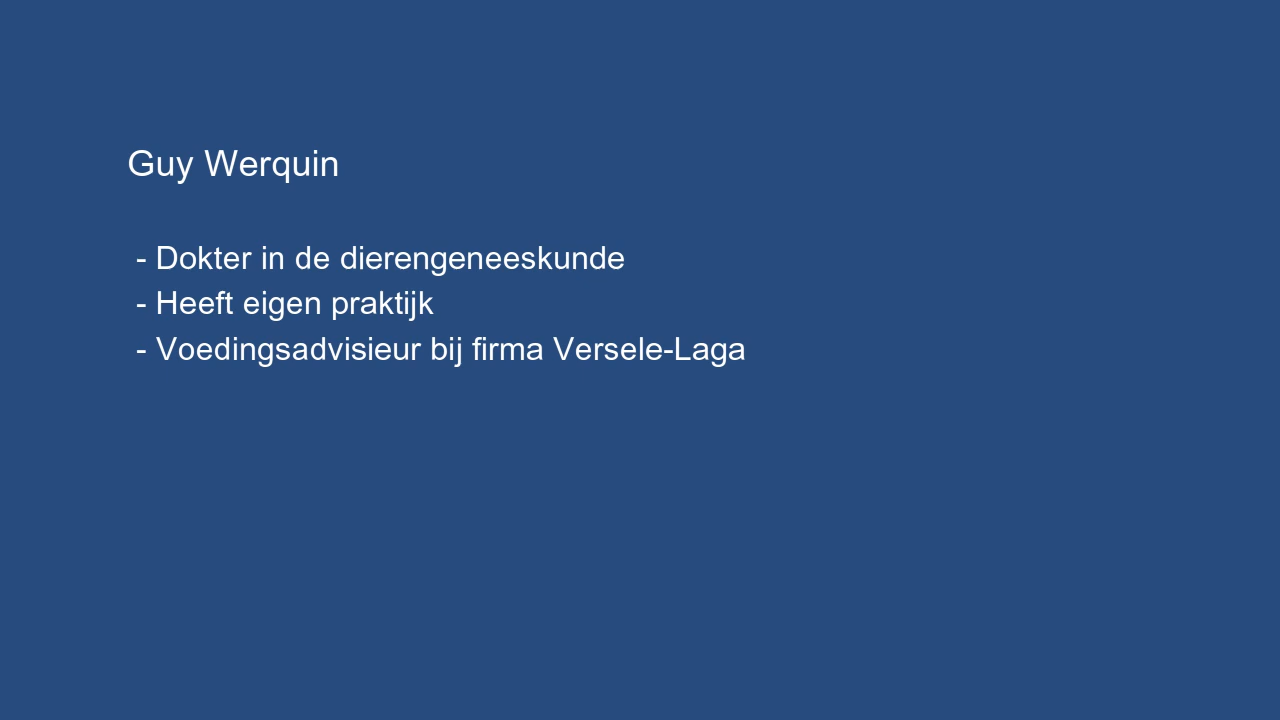 Guy Werquin
- Dokter in de dierengeneeskunde
- Heeft eigen praktijk
- Voedingsadvisieur bij firma Versele-Laga